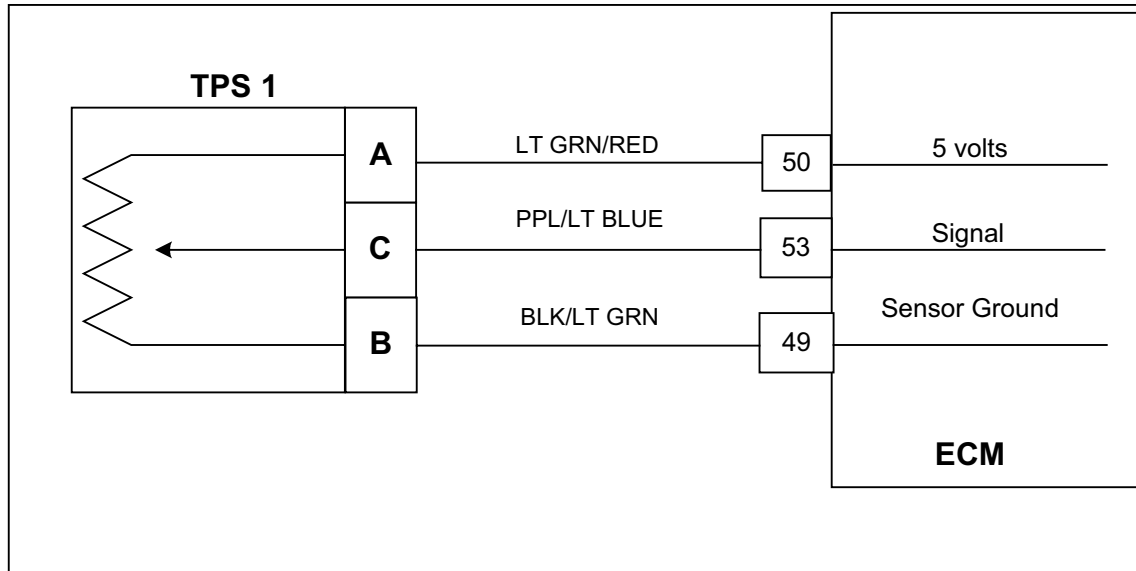 TPS 1
A
LT GRN/RED
50
5 volts
C
PPL/LT BLUE
53
Signal
B
BLK/LT GRN
49
Sensor Ground
ECM